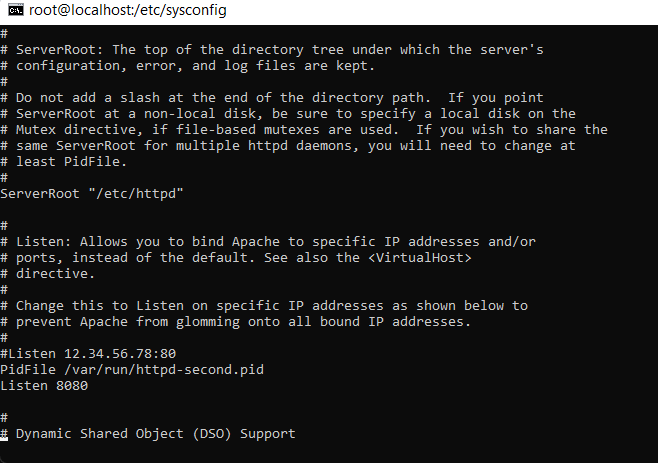 root@localhost:/etc/sysconfig
#
# ServerRoot: The top of the directory tree under which the server's
# configuration, error, and log files are kept.
#
# Do not add a slash at the end of the directory path.  If you point
# ServerRoot at a non-local disk, be sure to specify a local disk on the
# Mutex directive, if file-based mutexes are used.  If you wish to share the
# same ServerRoot for multiple httpd daemons, you will need to change at
# least PidFile.
#
ServerRoot "/etc/httpd"

#
# Listen: Allows you to bind Apache to specific IP addresses and/or
# ports, instead of the default. See also the <VirtualHost>
# directive.
#
# Change this to Listen on specific IP addresses as shown below to
# prevent Apache from glomming onto all bound IP addresses.
#
#Listen 12.34.56.78:80
PidFile /var/run/httpd-second.pid
Listen 8080

#
# Dynamic Shared Object (DSO) Support